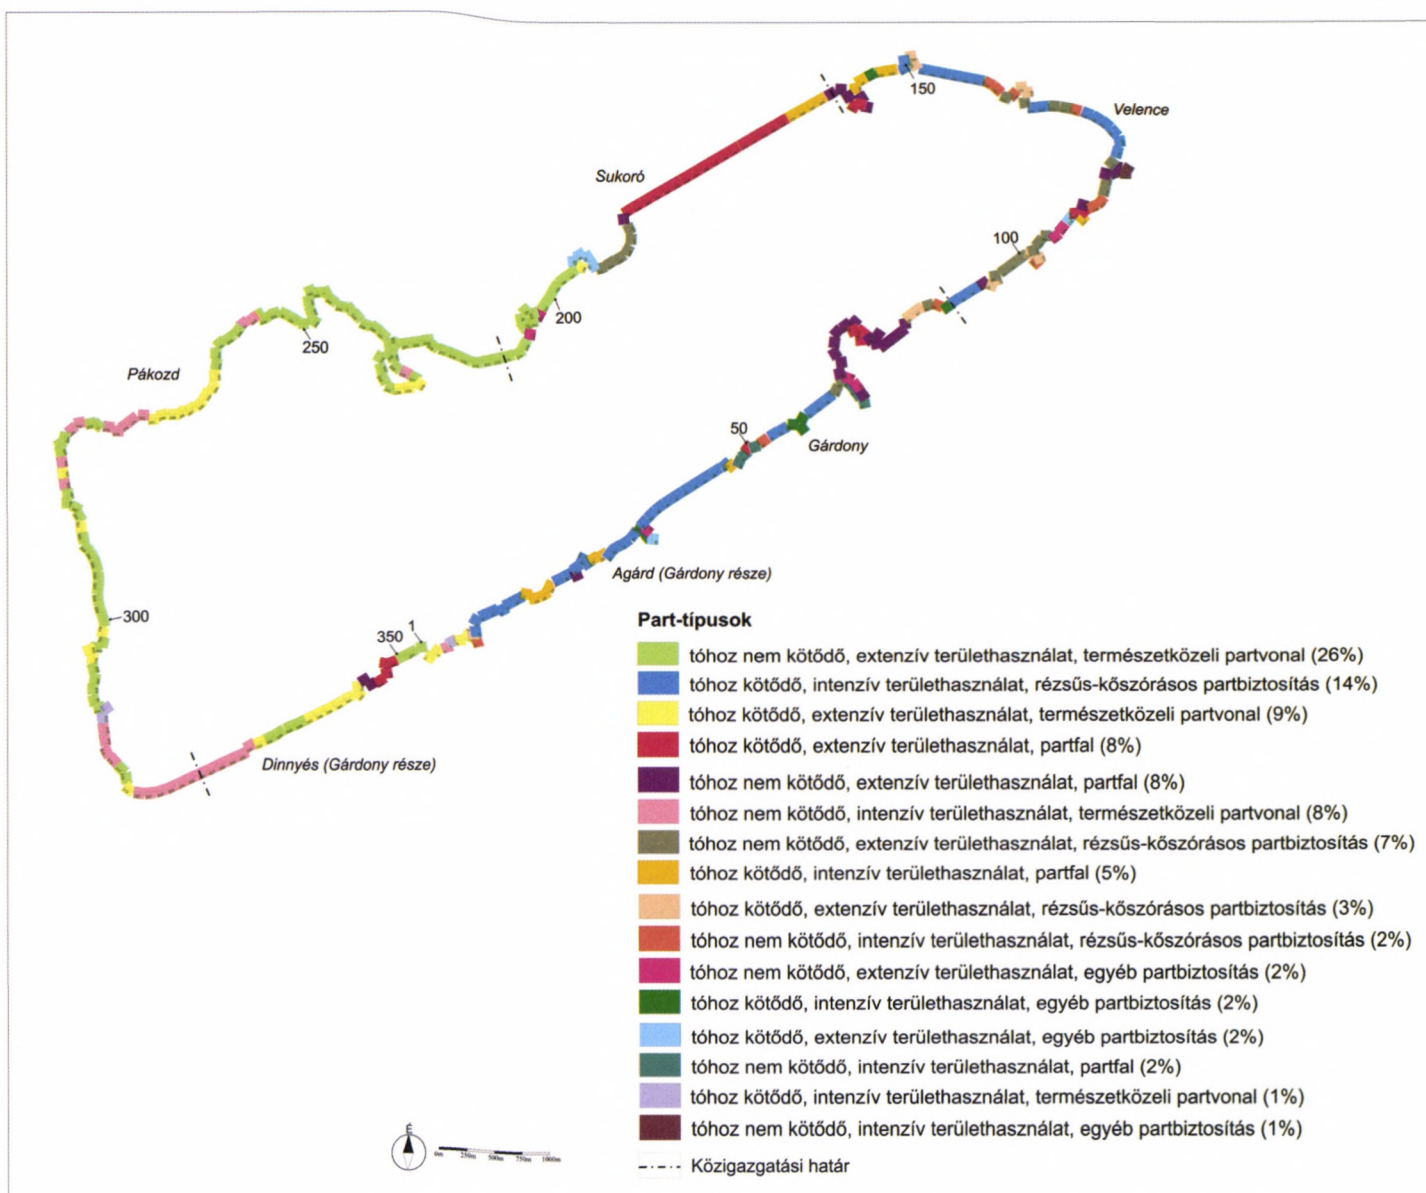 150
Velence
Sukoró
100
200
250
Pákozd
50
Gárdony
Agárd (Gárdony része)
300
350
1
Dinnyés (Gárdony része)
Part-típusok
tóhoz nem kötődő, extenzív területhasználat, természetközeli partvonal (26%)
tóhoz kötődő, intenzív területhasználat, rézsűs-kőszórásos partbiztosítás (14%)
tóhoz kötődő, extenzív területhasználat, természetközeli partvonal (9%)
tóhoz kötődő, extenzív területhasználat, partfal (8%)
tóhoz nem kötődő, extenzív területhasználat, partfal (8%)
tóhoz nem kötődő, intenzív területhasználat, természetközeli partvonal (8%)
tóhoz nem kötődő, extenzív területhasználat, rézsűs-kőszórásos partbiztosítás (7%)
tóhoz kötődő, intenzív területhasználat, partfal (5%)
tóhoz kötődő, extenzív területhasználat, rézsűs-kőszórásos partbiztosítás (3%)
tóhoz nem kötődő, intenzív területhasználat, rézsűs-kőszórásos partbiztosítás (2%)
tóhoz nem kötődő, extenzív területhasználat, egyéb partbiztosítás (2%)
tóhoz kötődő, intenzív területhasználat, egyéb partbiztosítás (2%)
tóhoz kötődő, extenzív területhasználat, egyéb partbiztosítás (2%)
tóhoz nem kötődő, intenzív területhasználat, partfal (2%)
tóhoz kötődő, intenzív területhasználat, természetközeli partvonal (1%)
tóhoz nem kötődő, intenzív területhasználat, egyéb partbiztosítás (1%)
Közigazgatási határ
É
0m 250m 500m 750m 1000m